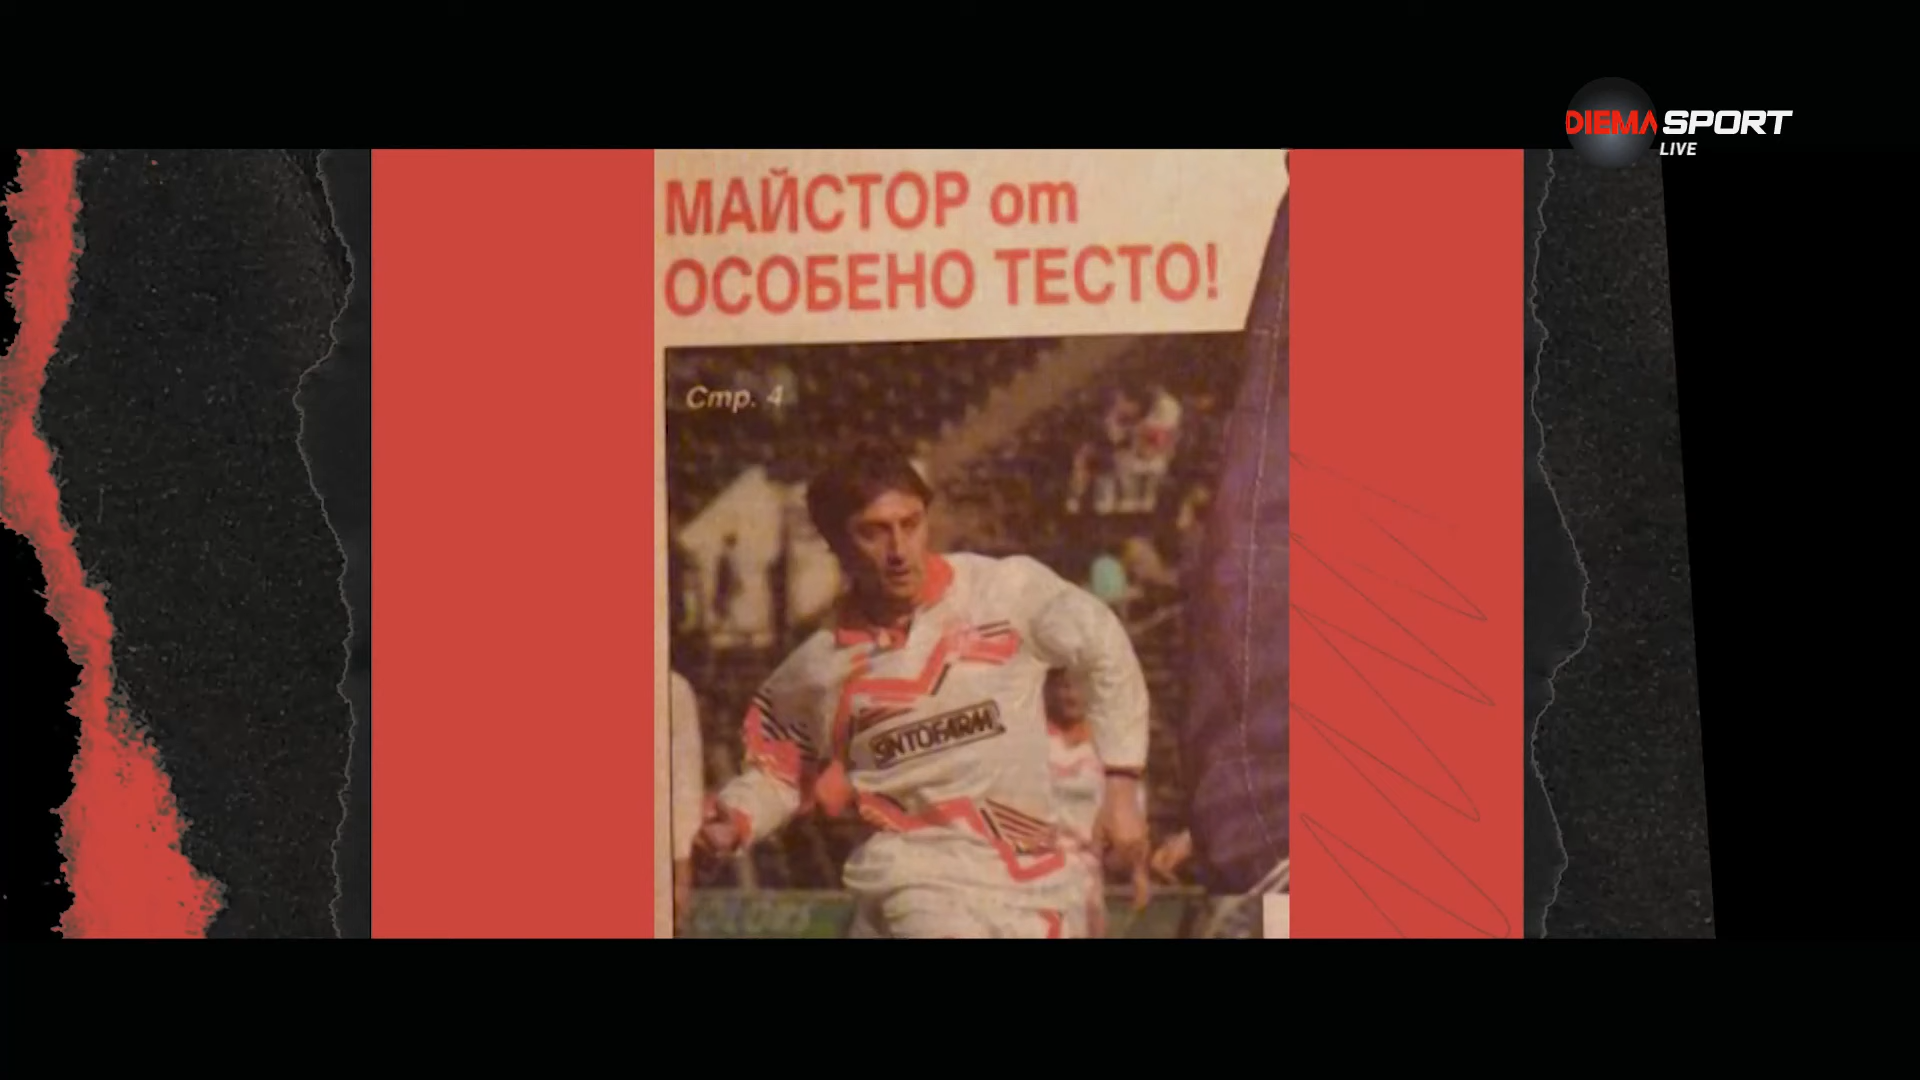 DIEMA SPORT
LIVE
МАЙСТОР от
ОСОБЕНО ТЕСТО!
Стр. 4
SINTOFARM